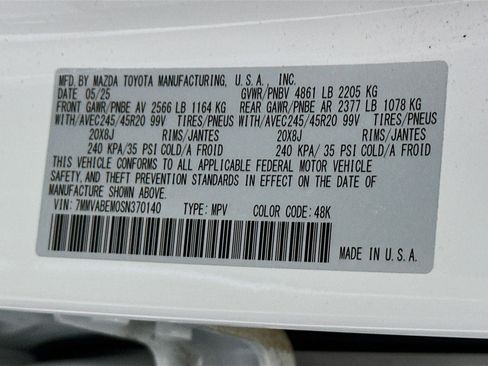 MFD. BY MAZDA TOYOTA MANUFACTURING, U.S.A., INC.
DATE 05/25 GVWR/PNBV 4861 LB 2205 KG
FRONT GAWR/PNBE AV 2566 LB 1164 KG REAR GAWR/PNBE AR 2377 LB 1078 KG
WITH/AVEC245/45R20 99V TIRES/PNEUS WITH/AVEC245/45R20 99V TIRES/PNEUS
20X8J RIMS/JANTES 20X8J RIMS/JANTES
240 KPA/35 PSI COLD/A FROID 240 KPA/ 35 PSI COLD/A FROID
THIS VEHICLE CONFORMS TO ALL APPLICABLE FEDERAL MOTOR VEHICLE
SAFETY, AND THEFT PREVENTION STANDARDS IN EFFECT ON THE DATE OF
MANUFACTURE SHOWN ABOVE.
VIN: 7MMVABEM0SN370140 TYPE: MPV COLOR CODE: 48K
MADE IN U.S.A.